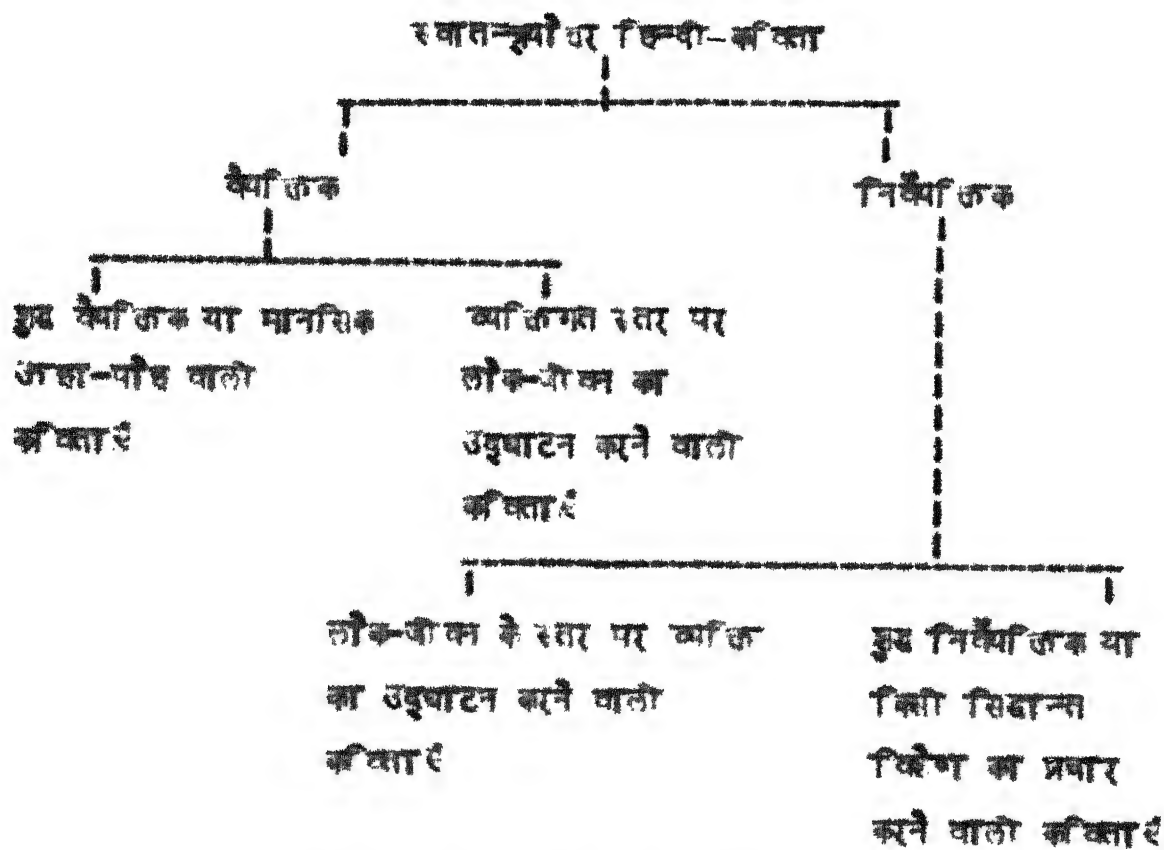 स्वातन्त्र्योत्तर हिन्दी-कविता
वैयक्तिक
निर्वैयक्तिक
शुद्ध वैयक्तिक या मानसिक
ऊहा-पोह वाली
कविताएँ
व्यक्तिगत स्तर पर
लोक-जीवन का
उद्घाटन करने वाली
कविताएँ
लोक-जीवन के स्तर पर व्यक्ति
का उद्घाटन करने वाली
कविताएँ
शुद्ध निर्वैयक्तिक या
किसी सिद्धान्त
विशेष का प्रचार
करने वाली कविताएँ